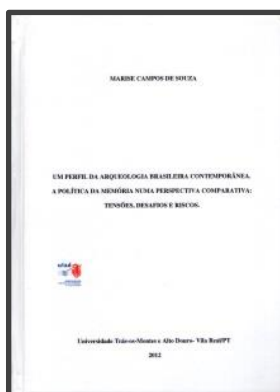 MARISE CAMPOS DE SOUZA
UM PERFIL DA ARQUEOLOGIA BRASILEIRA CONTEMPORÂNEA.
A POLÍTICA DA MEMÓRIA NUMA PERSPECTIVA COMPARATIVA:
TENSÕES, DESAFIOS E RISCOS.
utad
Universidade Trás-os-Montes e Alto Douro- Vila Real/PT
2012